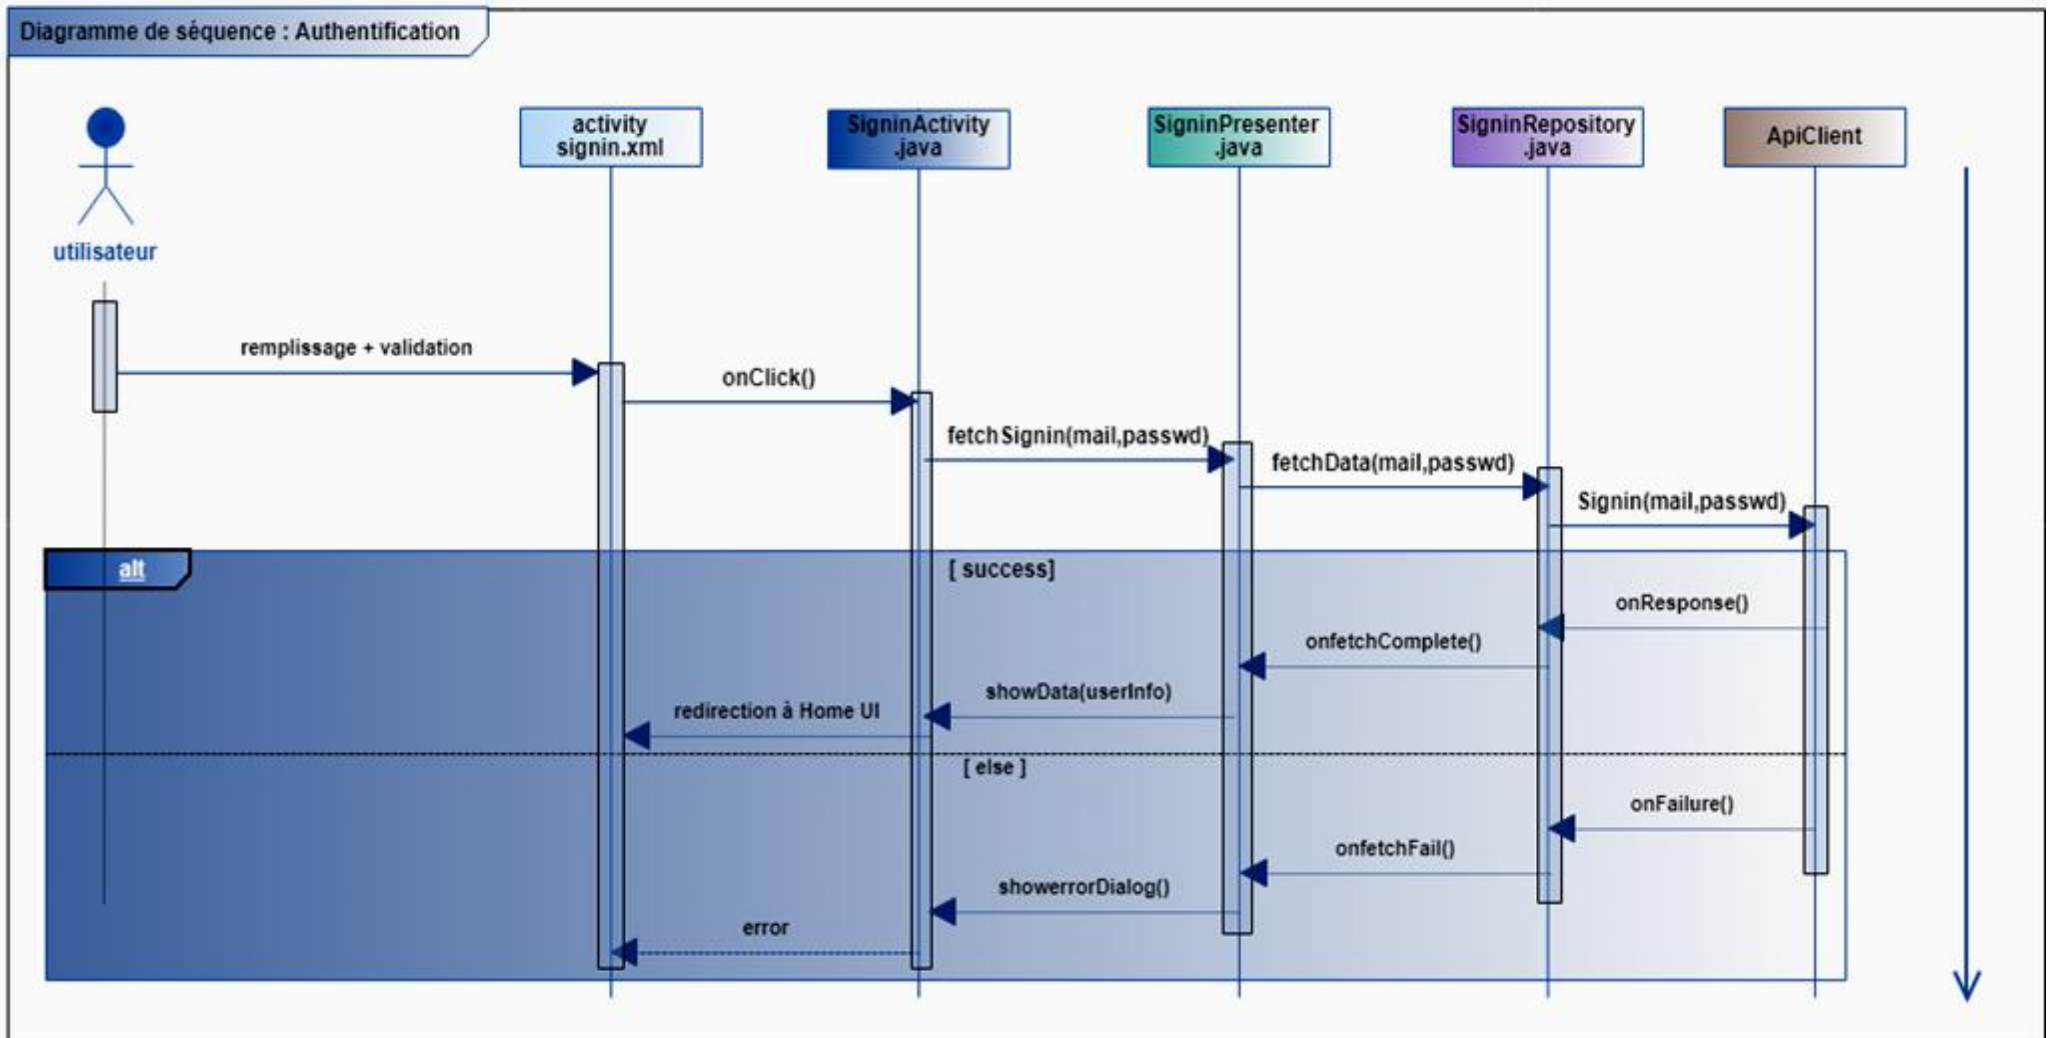 Diagramme de séquence : Authentification
utilisateur
activity
signin.xml
SigninActivity
.java
SigninPresenter
.java
SigninRepository
.java
ApiClient
remplissage + validation
onClick()
fetchSignin(mail,passwd)
fetchData(mail,passwd)
Signin(mail,passwd)
alt
[ success]
onResponse()
onfetchComplete()
showData(userInfo)
redirection à Home UI
[ else ]
onFailure()
onfetchFail()
showerrorDialog()
error